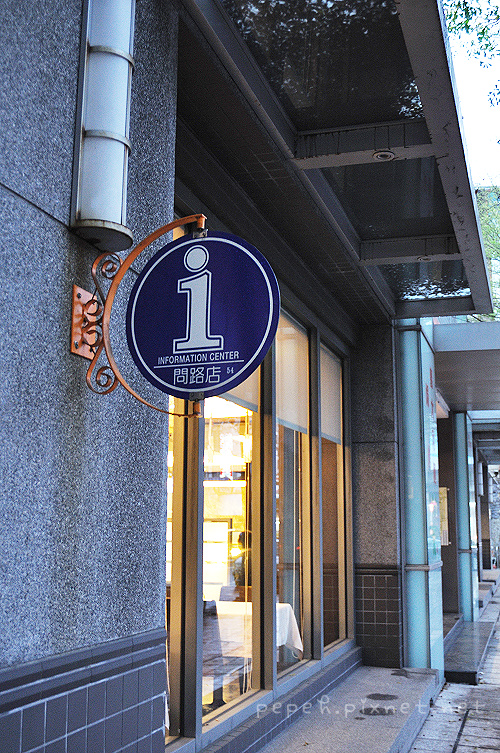 i
INFORMATION CENTER
問路店 54
pepeh.pixnet.net